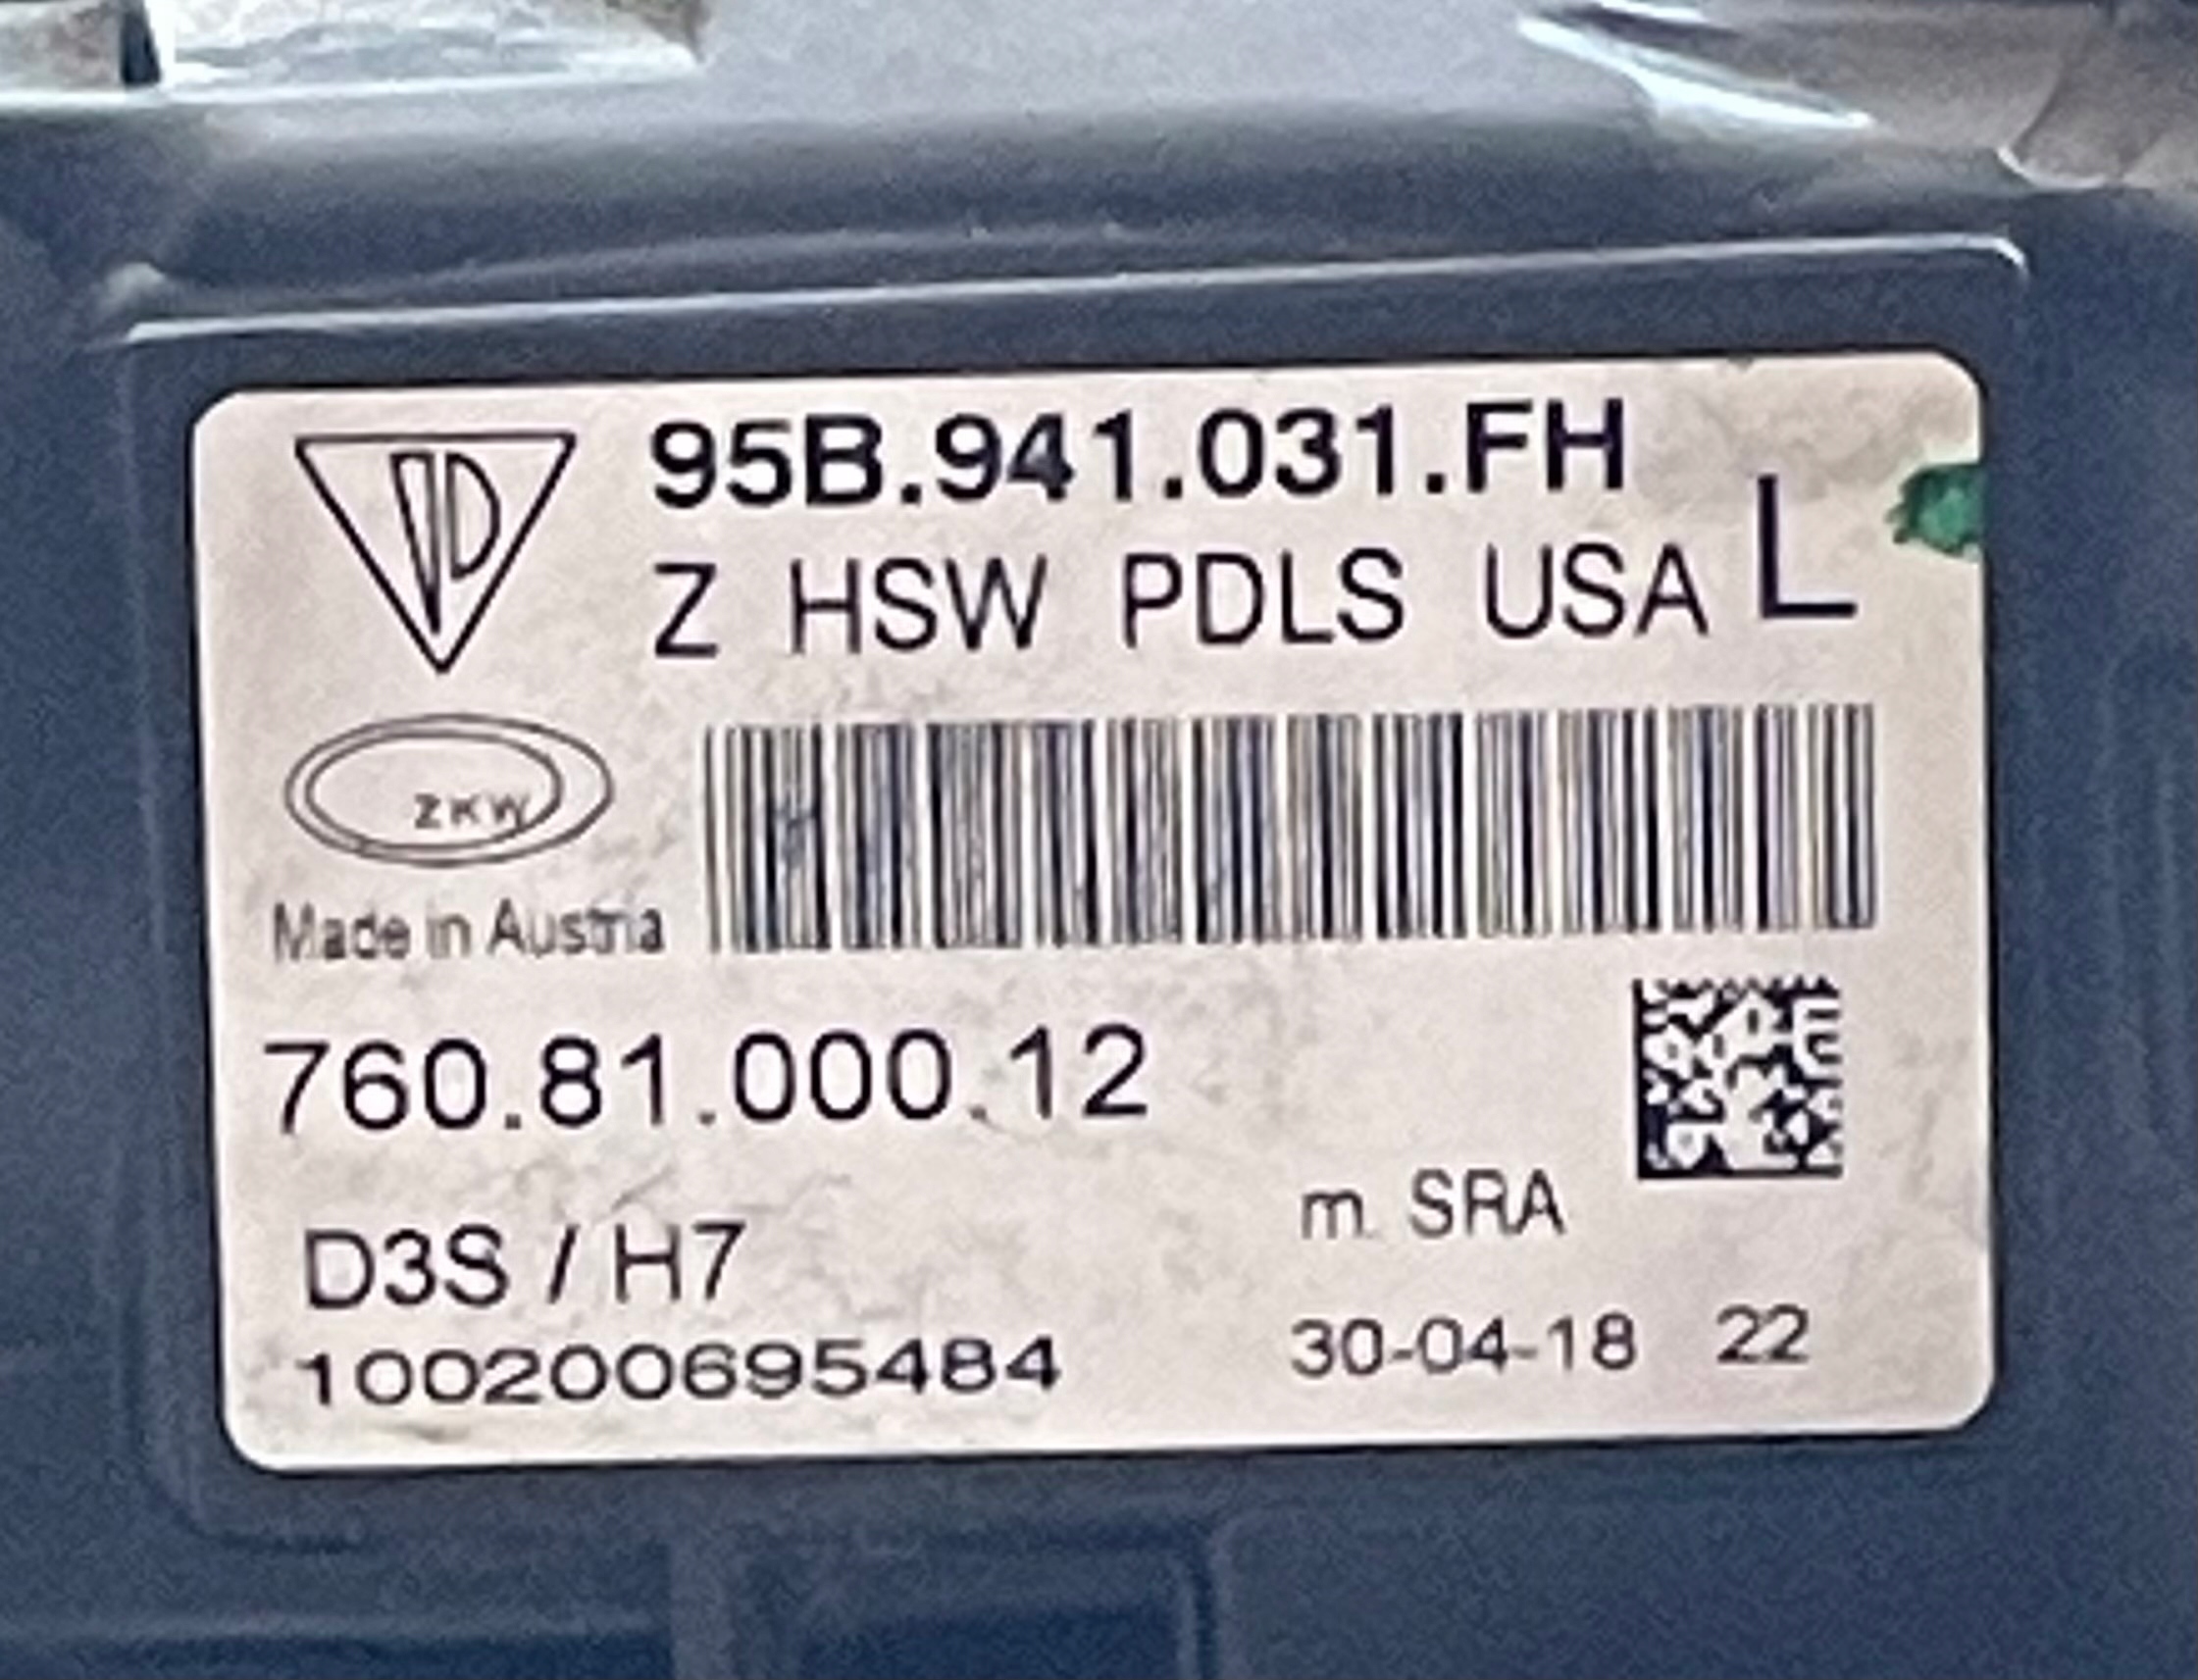 95B.941.031.FH
Z HSW PDLS USA L
ZKW
Made in Austria
760.81.000.12
m. SRA
D3S / H7
100200695484
30-04-18 22